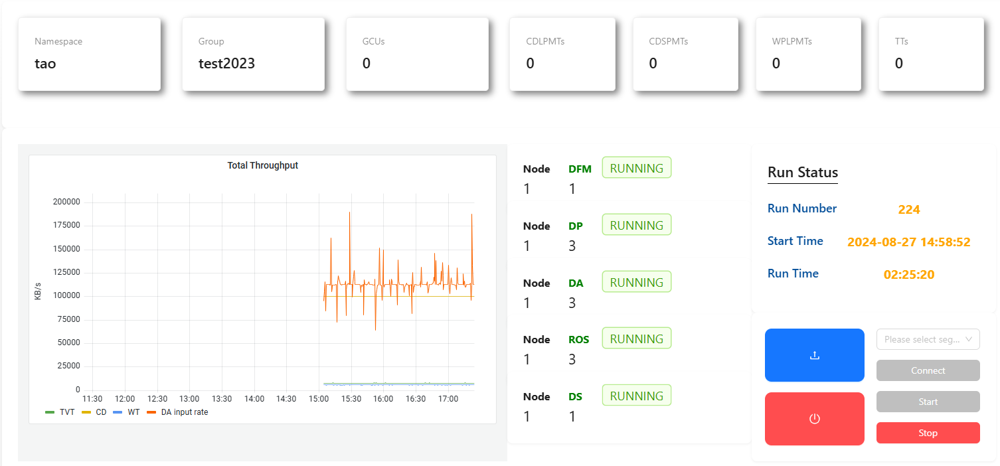 Namespace
tao
Group
test2023
GCUs
0
CDLPMTs
0
CDSPMTs
0
WPLPMTs
0
TTs
0
Total Throughput
KB/s
200000
175000
150000
125000
100000
75000
50000
25000
0
11:30 12:00 12:30 13:00 13:30 14:00 14:30 15:00 15:30 16:00 16:30 17:00
TVT CD WT DA input rate
Node DFM RUNNING
1 1
Node DP RUNNING
1 3
Node DA RUNNING
1 3
Node ROS RUNNING
1 3
Node DS RUNNING
1 1
Run Status
Run Number 224
Start Time 2024-08-27 14:58:52
Run Time 02:25:20
Please select seg...
Connect
Start
Stop